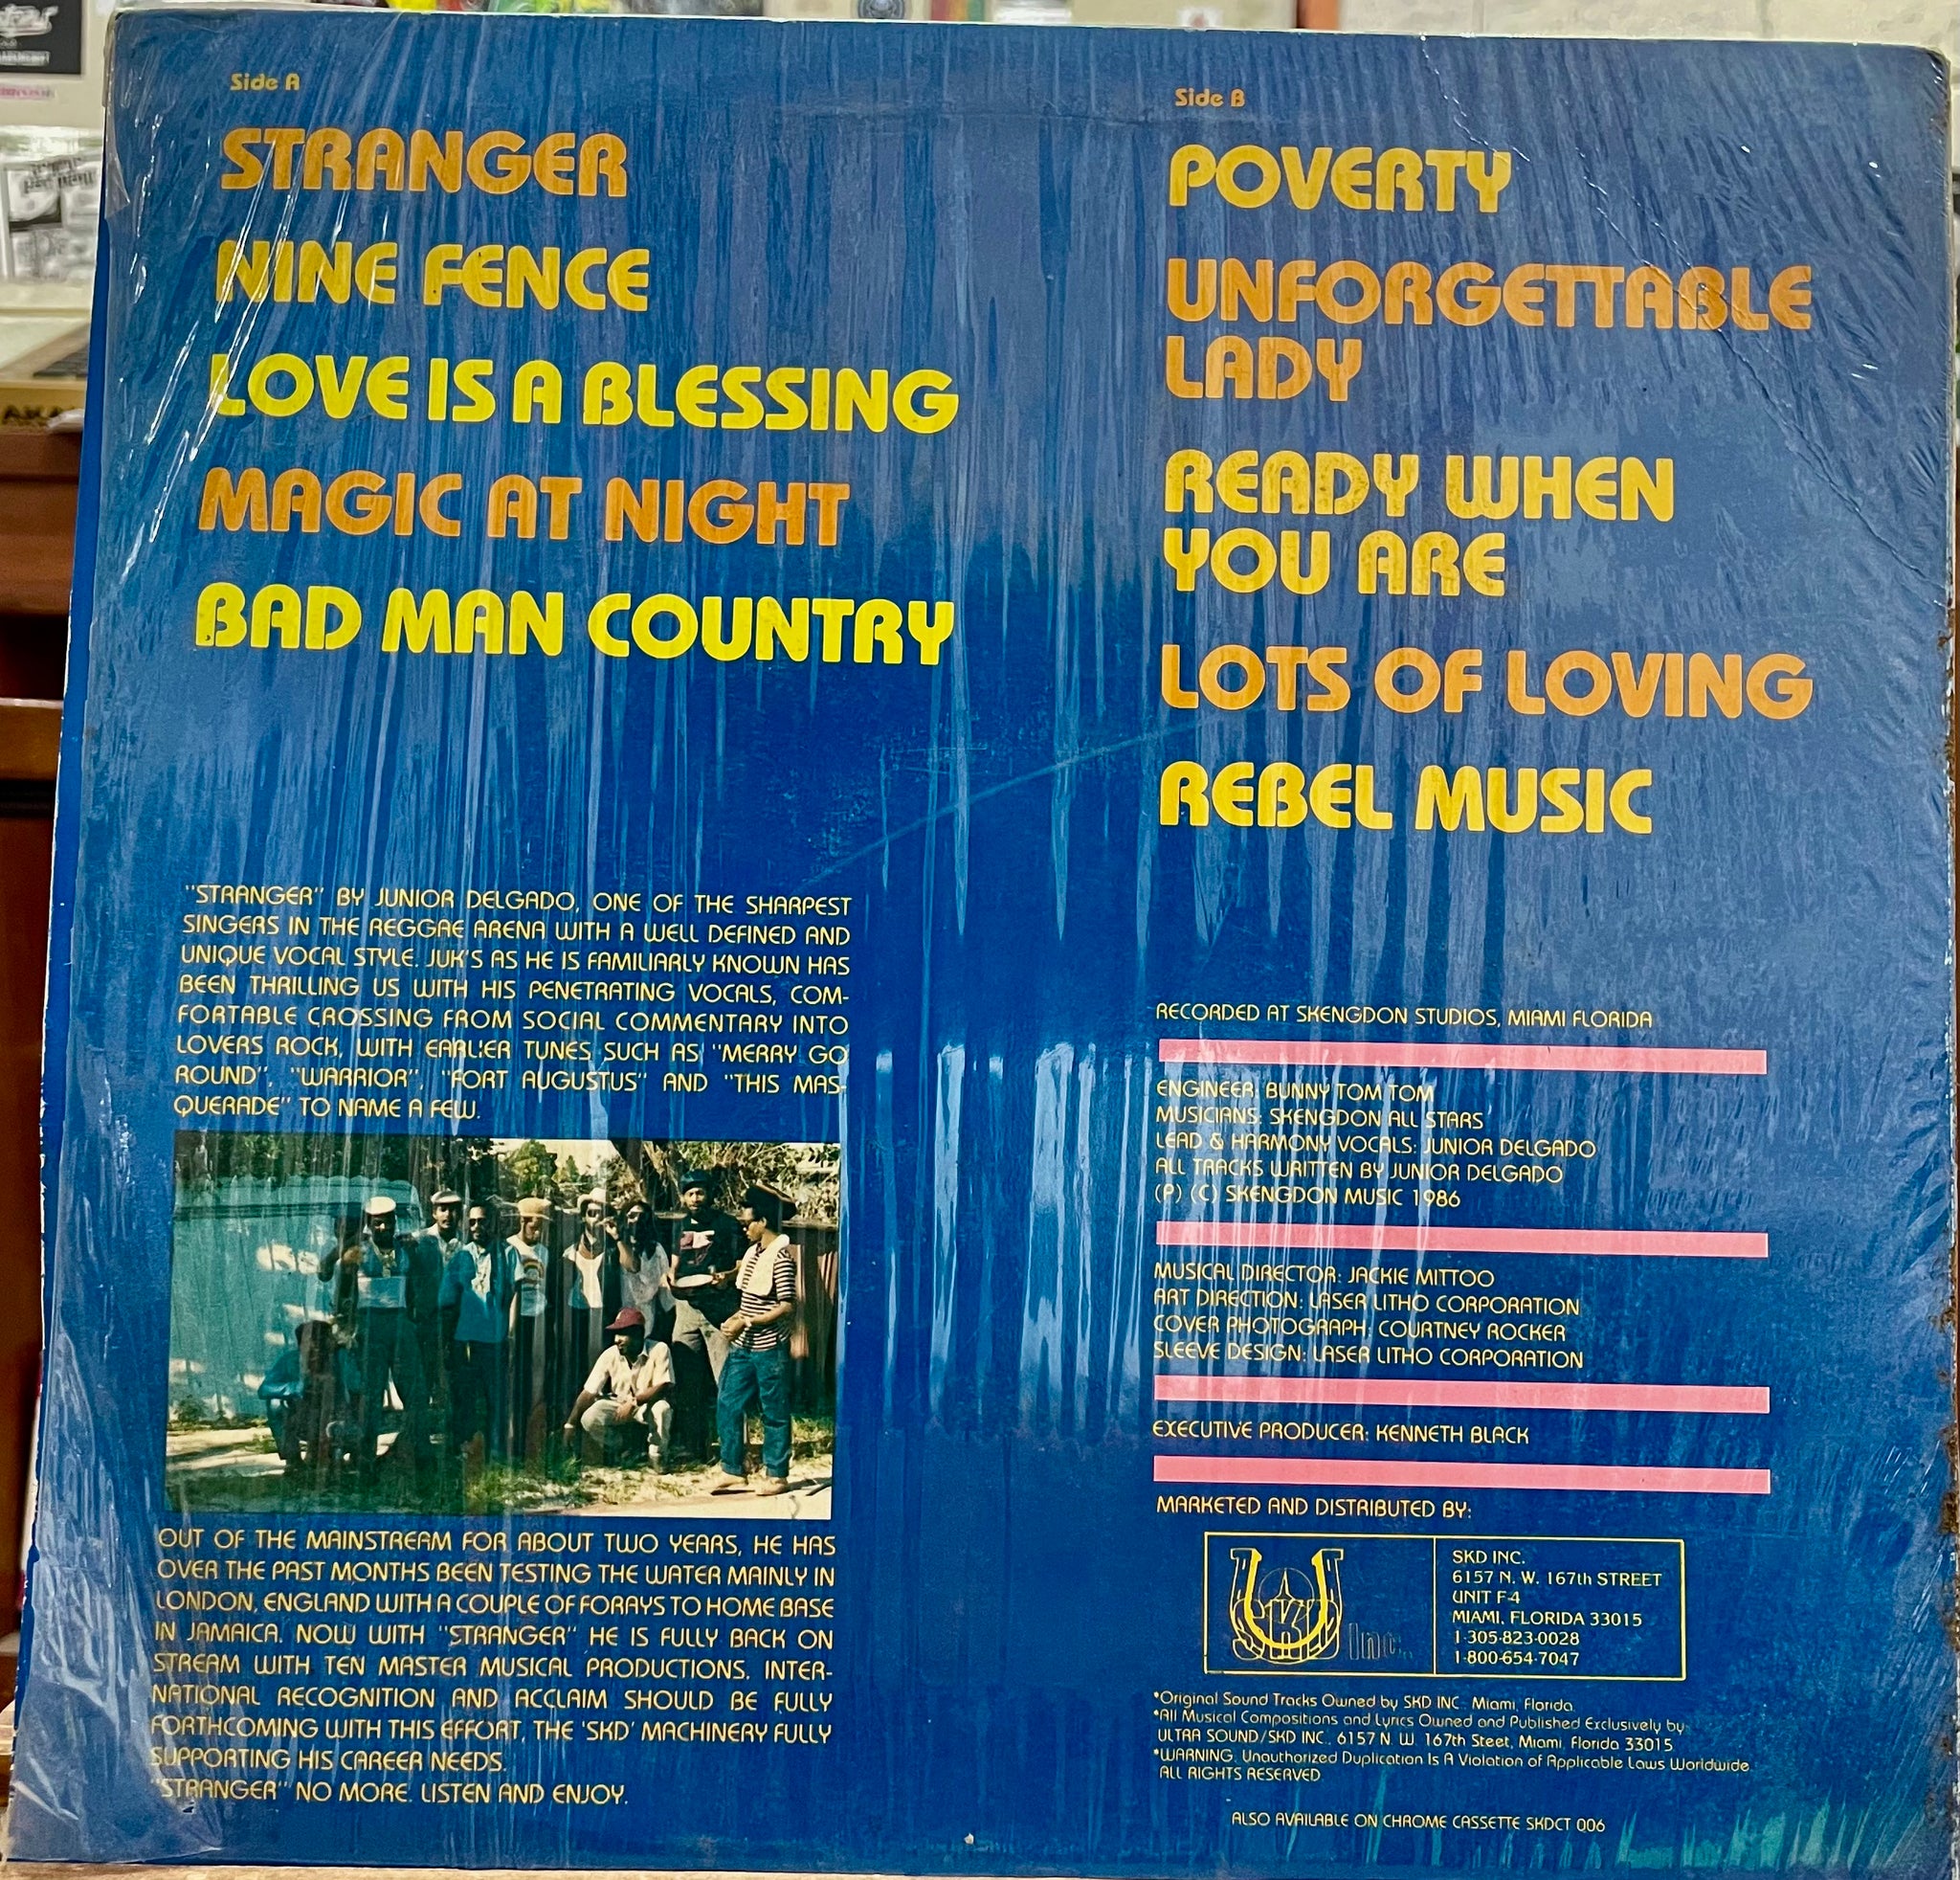 Side A
STRANGER
NINE FENCE
LOVE IS A BLESSING
MAGIC AT NIGHT
BAD MAN COUNTRY
"STRANGER" BY JUNIOR DELGADO, ONE OF THE SHARPEST
SINGERS IN THE REGGAE ARENA WITH A WELL DEFINED AND
UNIQUE VOCAL STYLE. JUK'S AS HE IS FAMILIARLY KNOWN HAS
BEEN THRILLING US WITH HIS PENETRATING VOCALS, COM-
FORTABLE CROSSING FROM SOCIAL COMMENTARY INTO
LOVERS ROCK, WITH EARLIER TUNES SUCH AS "MERRY GO
ROUND", "WARRIOR", "FORT AUGUSTUS" AND "THIS MAS-
QUERADE" TO NAME A FEW.
OUT OF THE MAINSTREAM FOR ABOUT TWO YEARS, HE HAS
OVER THE PAST MONTHS BEEN TESTING THE WATER MAINLY IN
LONDON, ENGLAND WITH A COUPLE OF FORAYS TO HOME BASE
IN JAMAICA. NOW WITH "STRANGER" HE IS FULLY BACK ON
STREAM WITH TEN MASTER MUSICAL PRODUCTIONS. INTER-
NATIONAL RECOGNITION AND ACCLAIM SHOULD BE FULLY
FORTHCOMING WITH THIS EFFORT, THE 'SKD' MACHINERY FULLY
SUPPORTING HIS CAREER NEEDS.
"STRANGER" NO MORE. LISTEN AND ENJOY.
Side B
POVERTY
UNFORGETTABLE
LADY
READY WHEN
YOU ARE
LOTS OF LOVING
REBEL MUSIC
RECORDED AT SKENGDON STUDIOS, MIAMI FLORIDA
ENGINEER: BUNNY TOM TOM
MUSICIANS: SKENGDON ALL STARS
LEAD & HARMONY VOCALS: JUNIOR DELGADO
ALL TRACKS WRITTEN BY JUNIOR DELGADO
(P) (C) SKENGDON MUSIC 1986
MUSICAL DIRECTOR: JACKIE MITTOO
ART DIRECTION: LASER LITHO CORPORATION
COVER PHOTOGRAPH: COURTNEY ROCKER
SLEEVE DESIGN: LASER LITHO CORPORATION
EXECUTIVE PRODUCER: KENNETH BLACK
MARKETED AND DISTRIBUTED BY:
SKD Inc.
SKD INC.
6157 N. W. 167th STREET
UNIT F-4
MIAMI, FLORIDA 33015
1-305-823-0028
1-800-654-7047
*Original Sound Tracks Owned by SKD INC. Miami, Florida.
*All Musical Compositions and Lyrics Owned and Published Exclusively by
ULTRA SOUND/SKD INC., 6157 N. W. 167th Steet, Miami, Florida 33015
*WARNING: Unauthorized Duplication Is A Violation of Applicable Laws Worldwide.
ALL RIGHTS RESERVED
ALSO AVAILABLE ON CHROME CASSETTE SKDCT 006